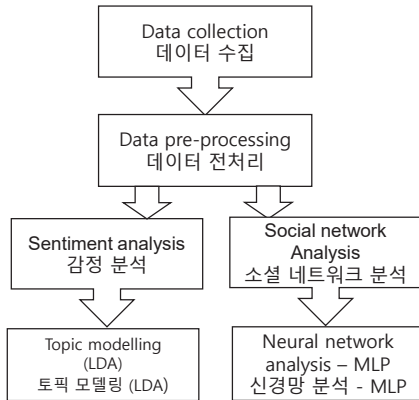 Data collection
데이터 수집
Data pre-processing
데이터 전처리
Sentiment analysis
감정 분석
Social network
Analysis
소셜 네트워크 분석
Topic modelling
(LDA)
토픽 모델링 (LDA)
Neural network
analysis – MLP
신경망 분석 - MLP